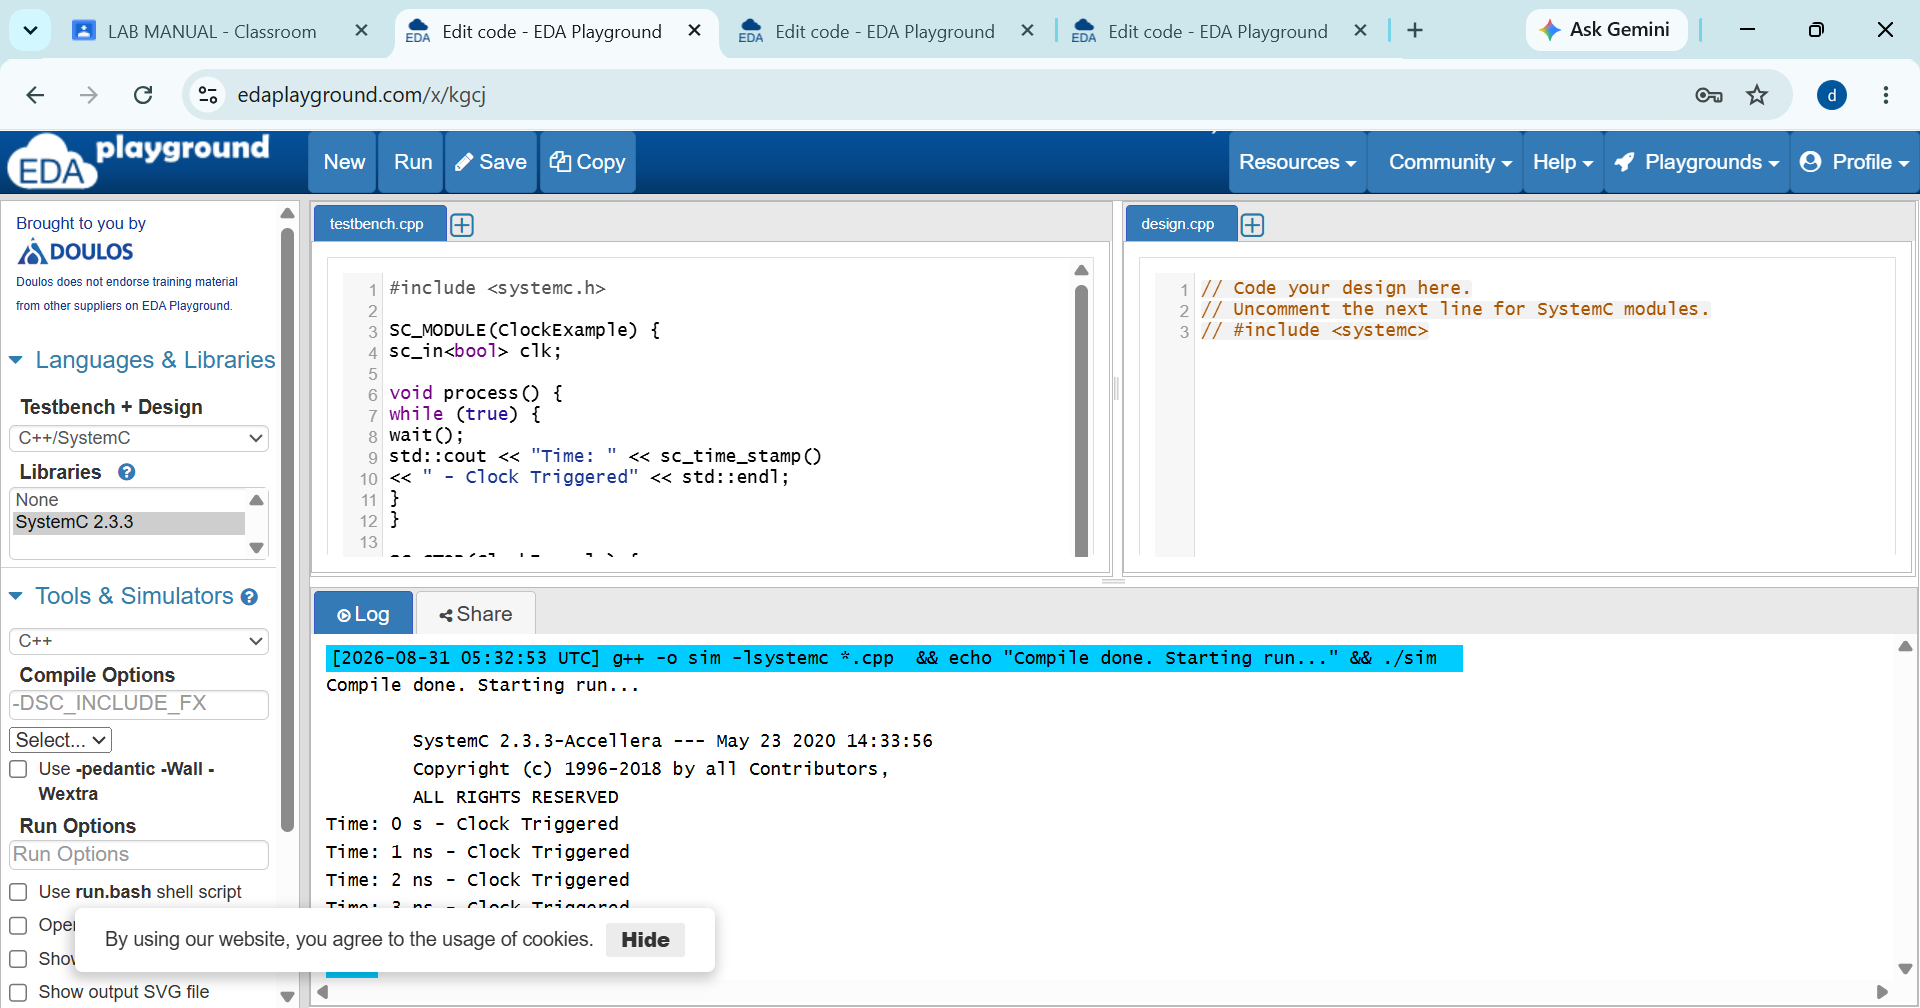 LAB MANUAL - Classroom
Edit code - EDA Playground
Edit code - EDA Playground
Edit code - EDA Playground
Ask Gemini
edaplayground.com/x/kgcj
d
EDA playground
New
Run
Save
Copy
Resources
Community
Help
Playgrounds
Profile
Brought to you by
DOULOS
Doulos does not endorse training material
from other suppliers on EDA Playground.
Languages & Libraries
Testbench + Design
C++/SystemC
Libraries
None
SystemC 2.3.3
Tools & Simulators
C++
Compile Options
-DSC_INCLUDE_FX
Select...
Use -pedantic -Wall -
Wextra
Run Options
Run Options
Use run.bash shell script
Show output SVG file
testbench.cpp
1 #include <systemc.h>
2
3 SC_MODULE(ClockExample) {
4 sc_in<bool> clk;
5
6 void process() {
7 while (true) {
8 wait();
9 std::cout << "Time: " << sc_time_stamp()
10 << " - Clock Triggered" << std::endl;
11 }
12 }
13
design.cpp
1 // Code your design here.
2 // Uncomment the next line for SystemC modules.
3 // #include <systemc>
Log
Share
[2026-08-31 05:32:53 UTC] g++ -o sim -lsystemc *.cpp  && echo "Compile done. Starting run..." && ./sim
Compile done. Starting run...
SystemC 2.3.3-Accellera --- May 23 2020 14:33:56
Copyright (c) 1996-2018 by all Contributors,
ALL RIGHTS RESERVED
Time: 0 s - Clock Triggered
Time: 1 ns - Clock Triggered
Time: 2 ns - Clock Triggered
Time: 3 ns - Clock Triggered
By using our website, you agree to the usage of cookies.
Hide